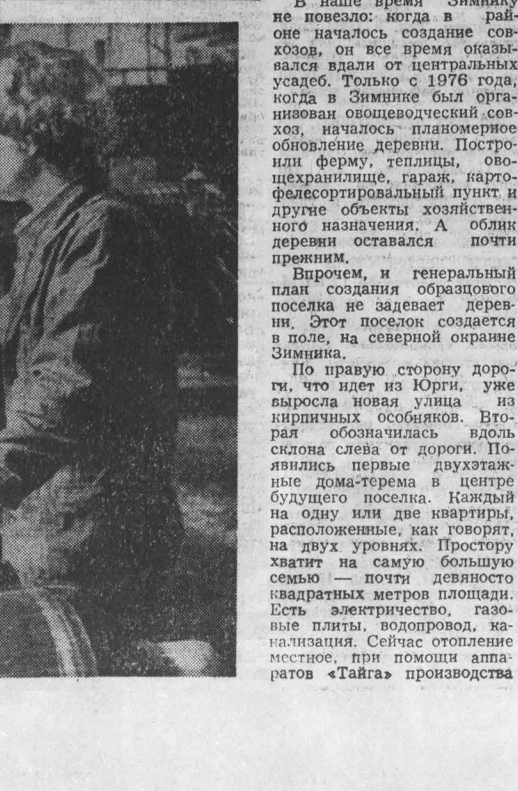 В наше время Зимнику
не повезло: когда в рай-
оне началось создание сов-
хозов, он все время оказы-
вался вдали от центральных
усадеб. Только с 1976 года,
когда в Зимнике был орга-
низован овощеводческий сов-
хоз, началось планомерное
обновление деревни. Постро-
или ферму, теплицы, ово-
щехранилище, гараж, карто-
фелесортировальный пункт и
другие объекты хозяйствен-
ного назначения. А облик
деревни оставался почти
прежним.
Впрочем, и генеральный
план создания образцового
поселка не задевает дерев-
ни. Этот поселок создается
в поле, на северной окраине
Зимника.
По правую сторону доро-
ги, что идет из Юрги, уже
выросла новая улица из
кирпичных особняков. Вто-
рая обозначилась вдоль
склона слева от дороги. По-
явились первые двухэтаж-
ные дома-терема в центре
будущего поселка. Каждый
на одну или две квартиры,
расположенные, как говорят,
на двух уровнях. Простору
хватит на самую большую
семью — почти девяносто
квадратных метров площади.
Есть электричество, газо-
вые плиты, водопровод, ка-
нализация. Сейчас отопление
местное, при помощи аппа-
ратов «Тайга» производства